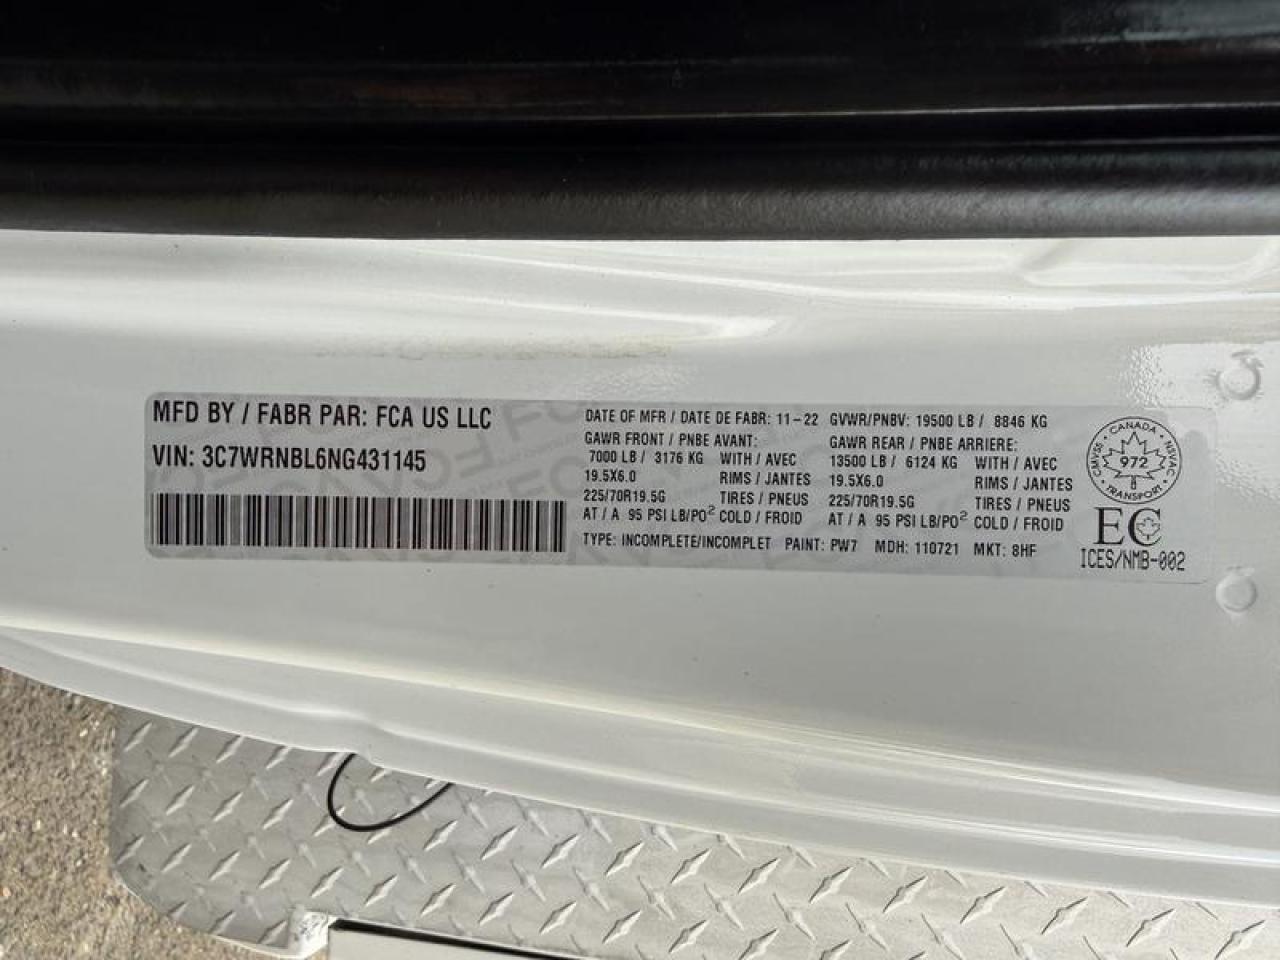 MFD BY / FABR PAR: FCA US LLC
VIN: 3C7WRNBL6NG431145
DATE OF MFR / DATE DE FABR: 11-22 GVWR/PNBV: 19500 LB / 8846 KG
GAWR FRONT / PNBE AVANT:
7000 LB / 3176 KG WITH / AVEC
19.5X6.0 RIMS / JANTES
225/70R19.5G TIRES / PNEUS
AT / A 95 PSI LB/PO² COLD / FROID
GAWR REAR / PNBE ARRIERE:
13500 LB / 6124 KG WITH / AVEC
19.5X6.0 RIMS / JANTES
225/70R19.5G TIRES / PNEUS
AT / A 95 PSI LB/PO² COLD / FROID
TYPE: INCOMPLETE/INCOMPLET PAINT: PW7 MDH: 110721 MKT: 8HF
CANADA
CMVSS 972 NSVAC
TRANSPORT
EC
ICES/NMB-002